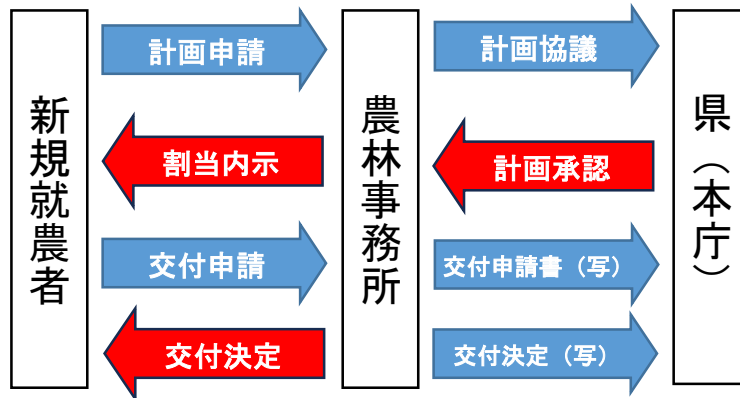 新規就農者
計画申請
割当内示
交付申請
交付決定
農林事務所
計画協議
計画承認
交付申請書（写）
交付決定（写）
県（本庁）